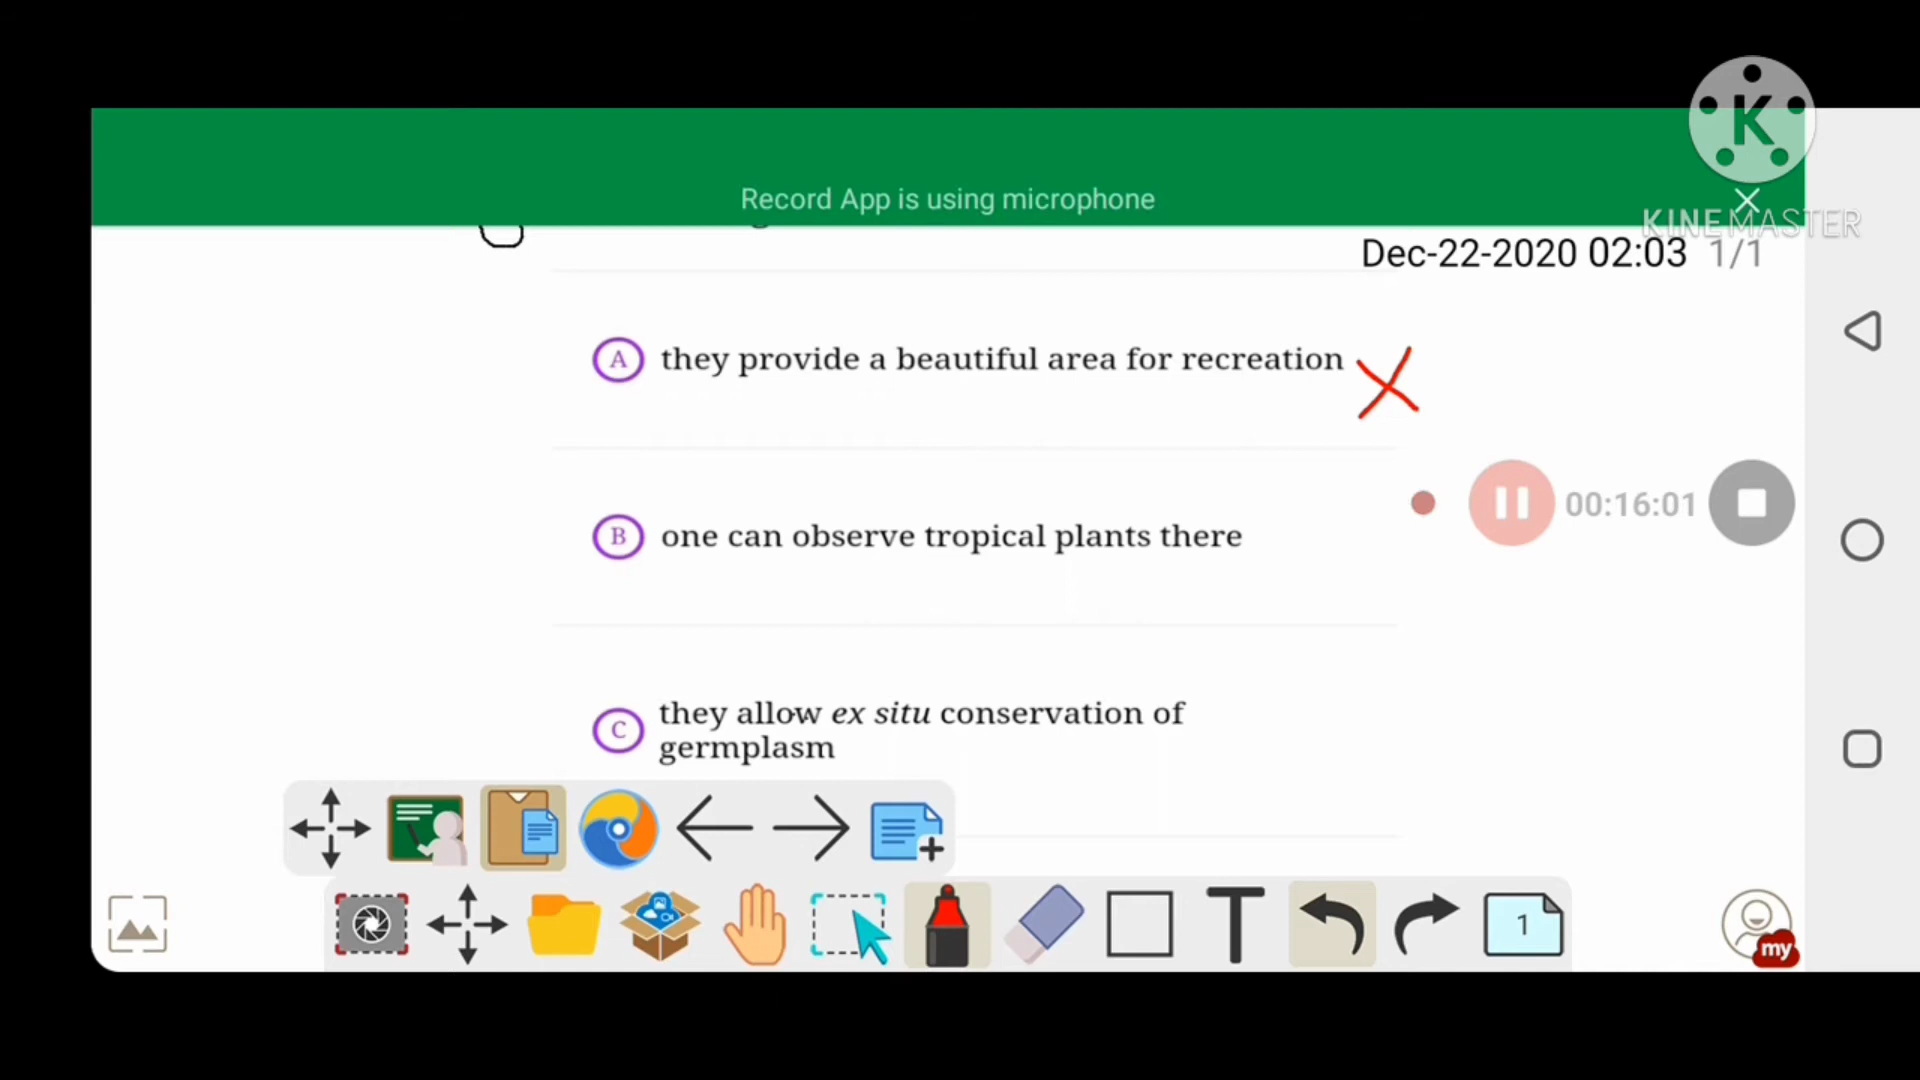 K
Record App is using microphone
KINEMASTER
Dec-22-2020 02:03 1/1
A they provide a beautiful area for recreation
00:16:01
B one can observe tropical plants there
C they allow ex situ conservation of
germplasm
T
1
my